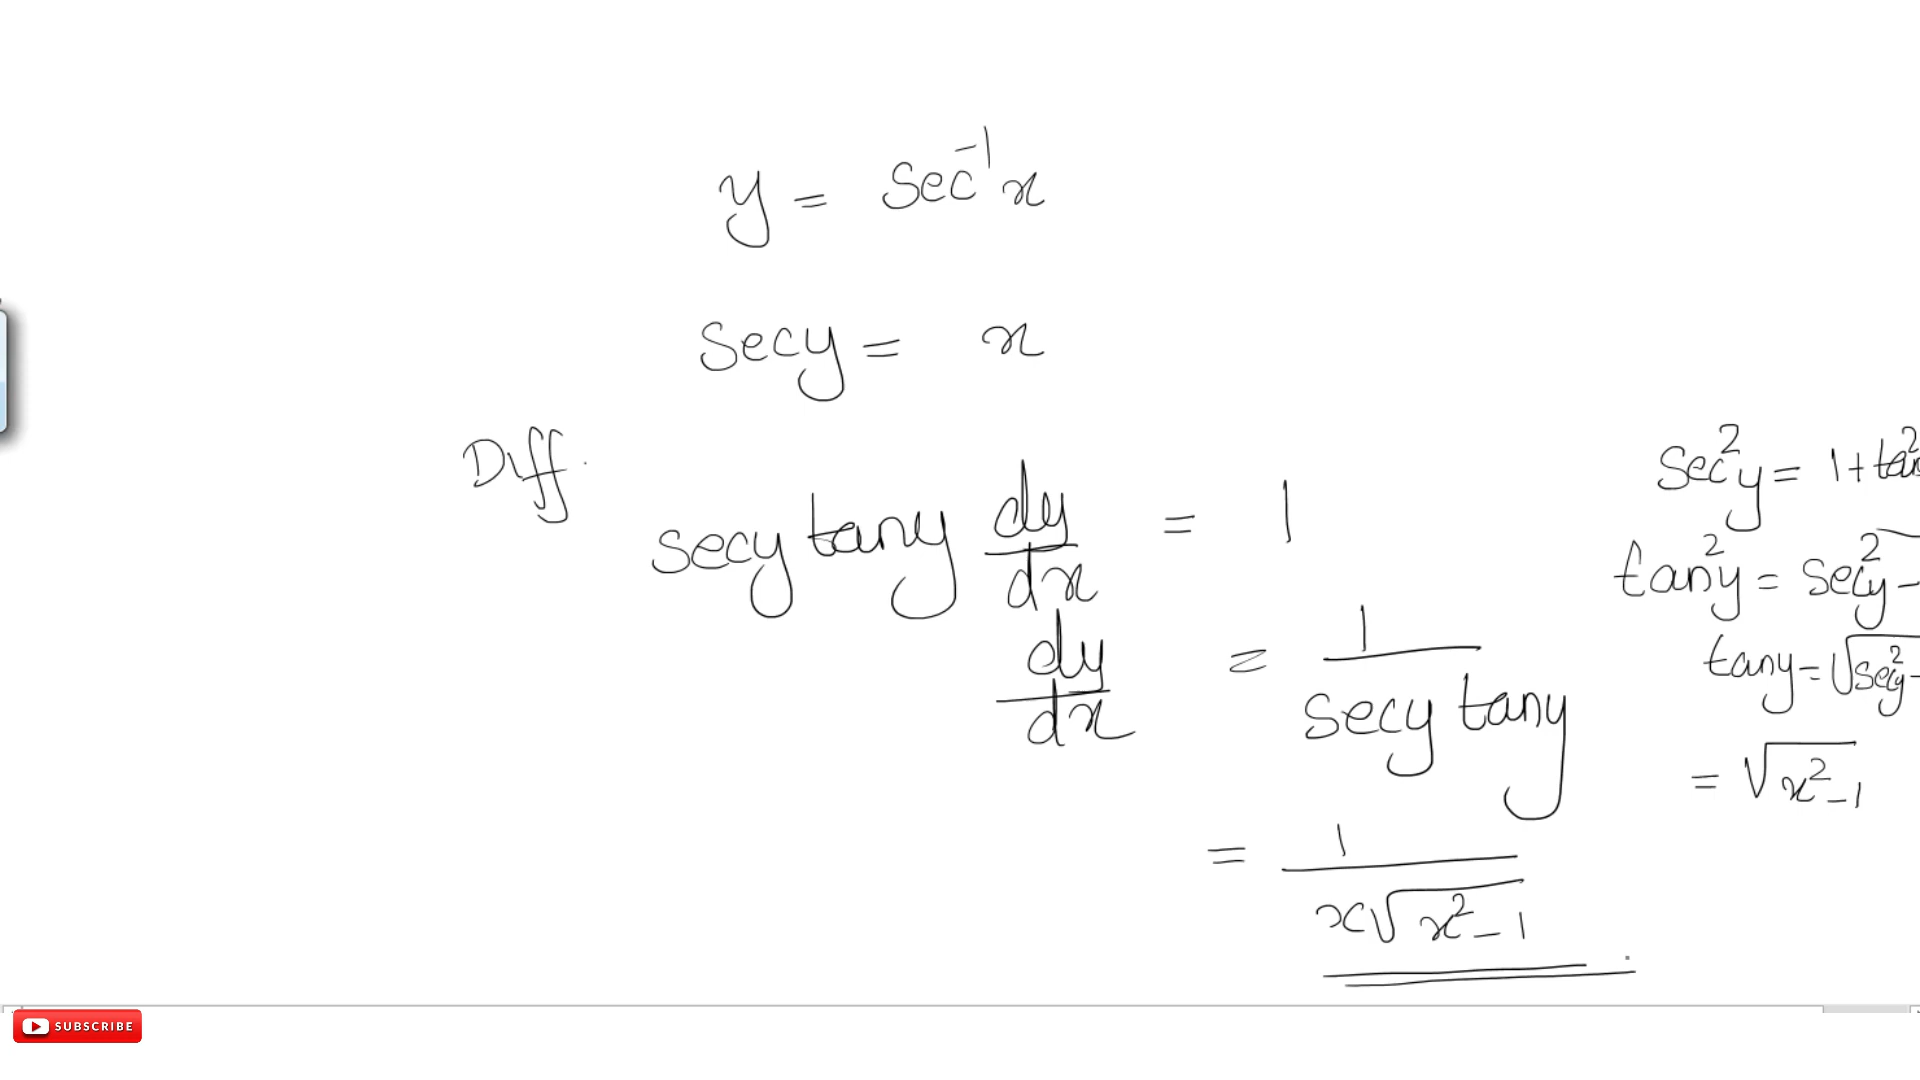 y = sec⁻¹x
secy = x
Diff.
secy tany dy/dx = 1
dy/dx = 1/(secy tany)
= 1/(x√(x²-1))
sec²y = 1 + tan²
tan²y = sec²y -
tany = √(sec²y -
= √(x²-1)
SUBSCRIBE